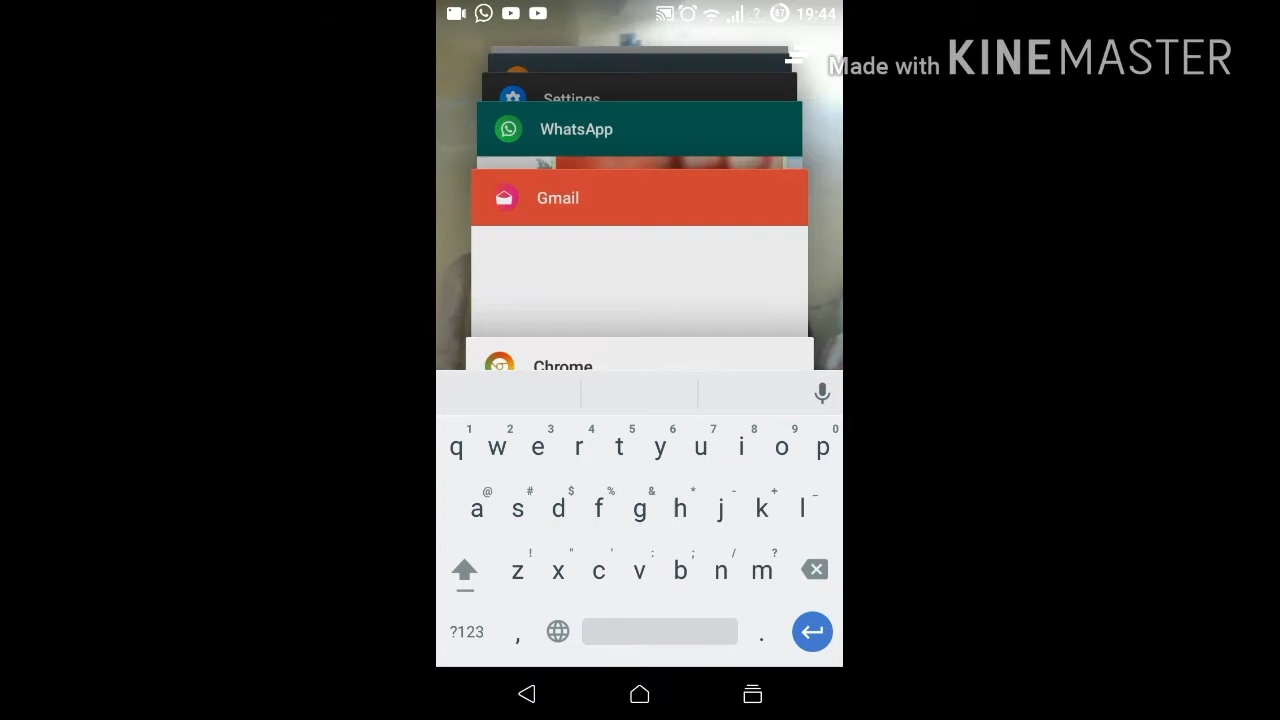 87 19:44
Made with KINEMASTER
Settings
WhatsApp
Gmail
Chrome
1 2 3 4 5 6 7 8 9 0
q w e r t y u i o p
@ # $ % & * - + _
a s d f g h j k l
! " ' : ; / ?
z x c v b n m
?123 , .